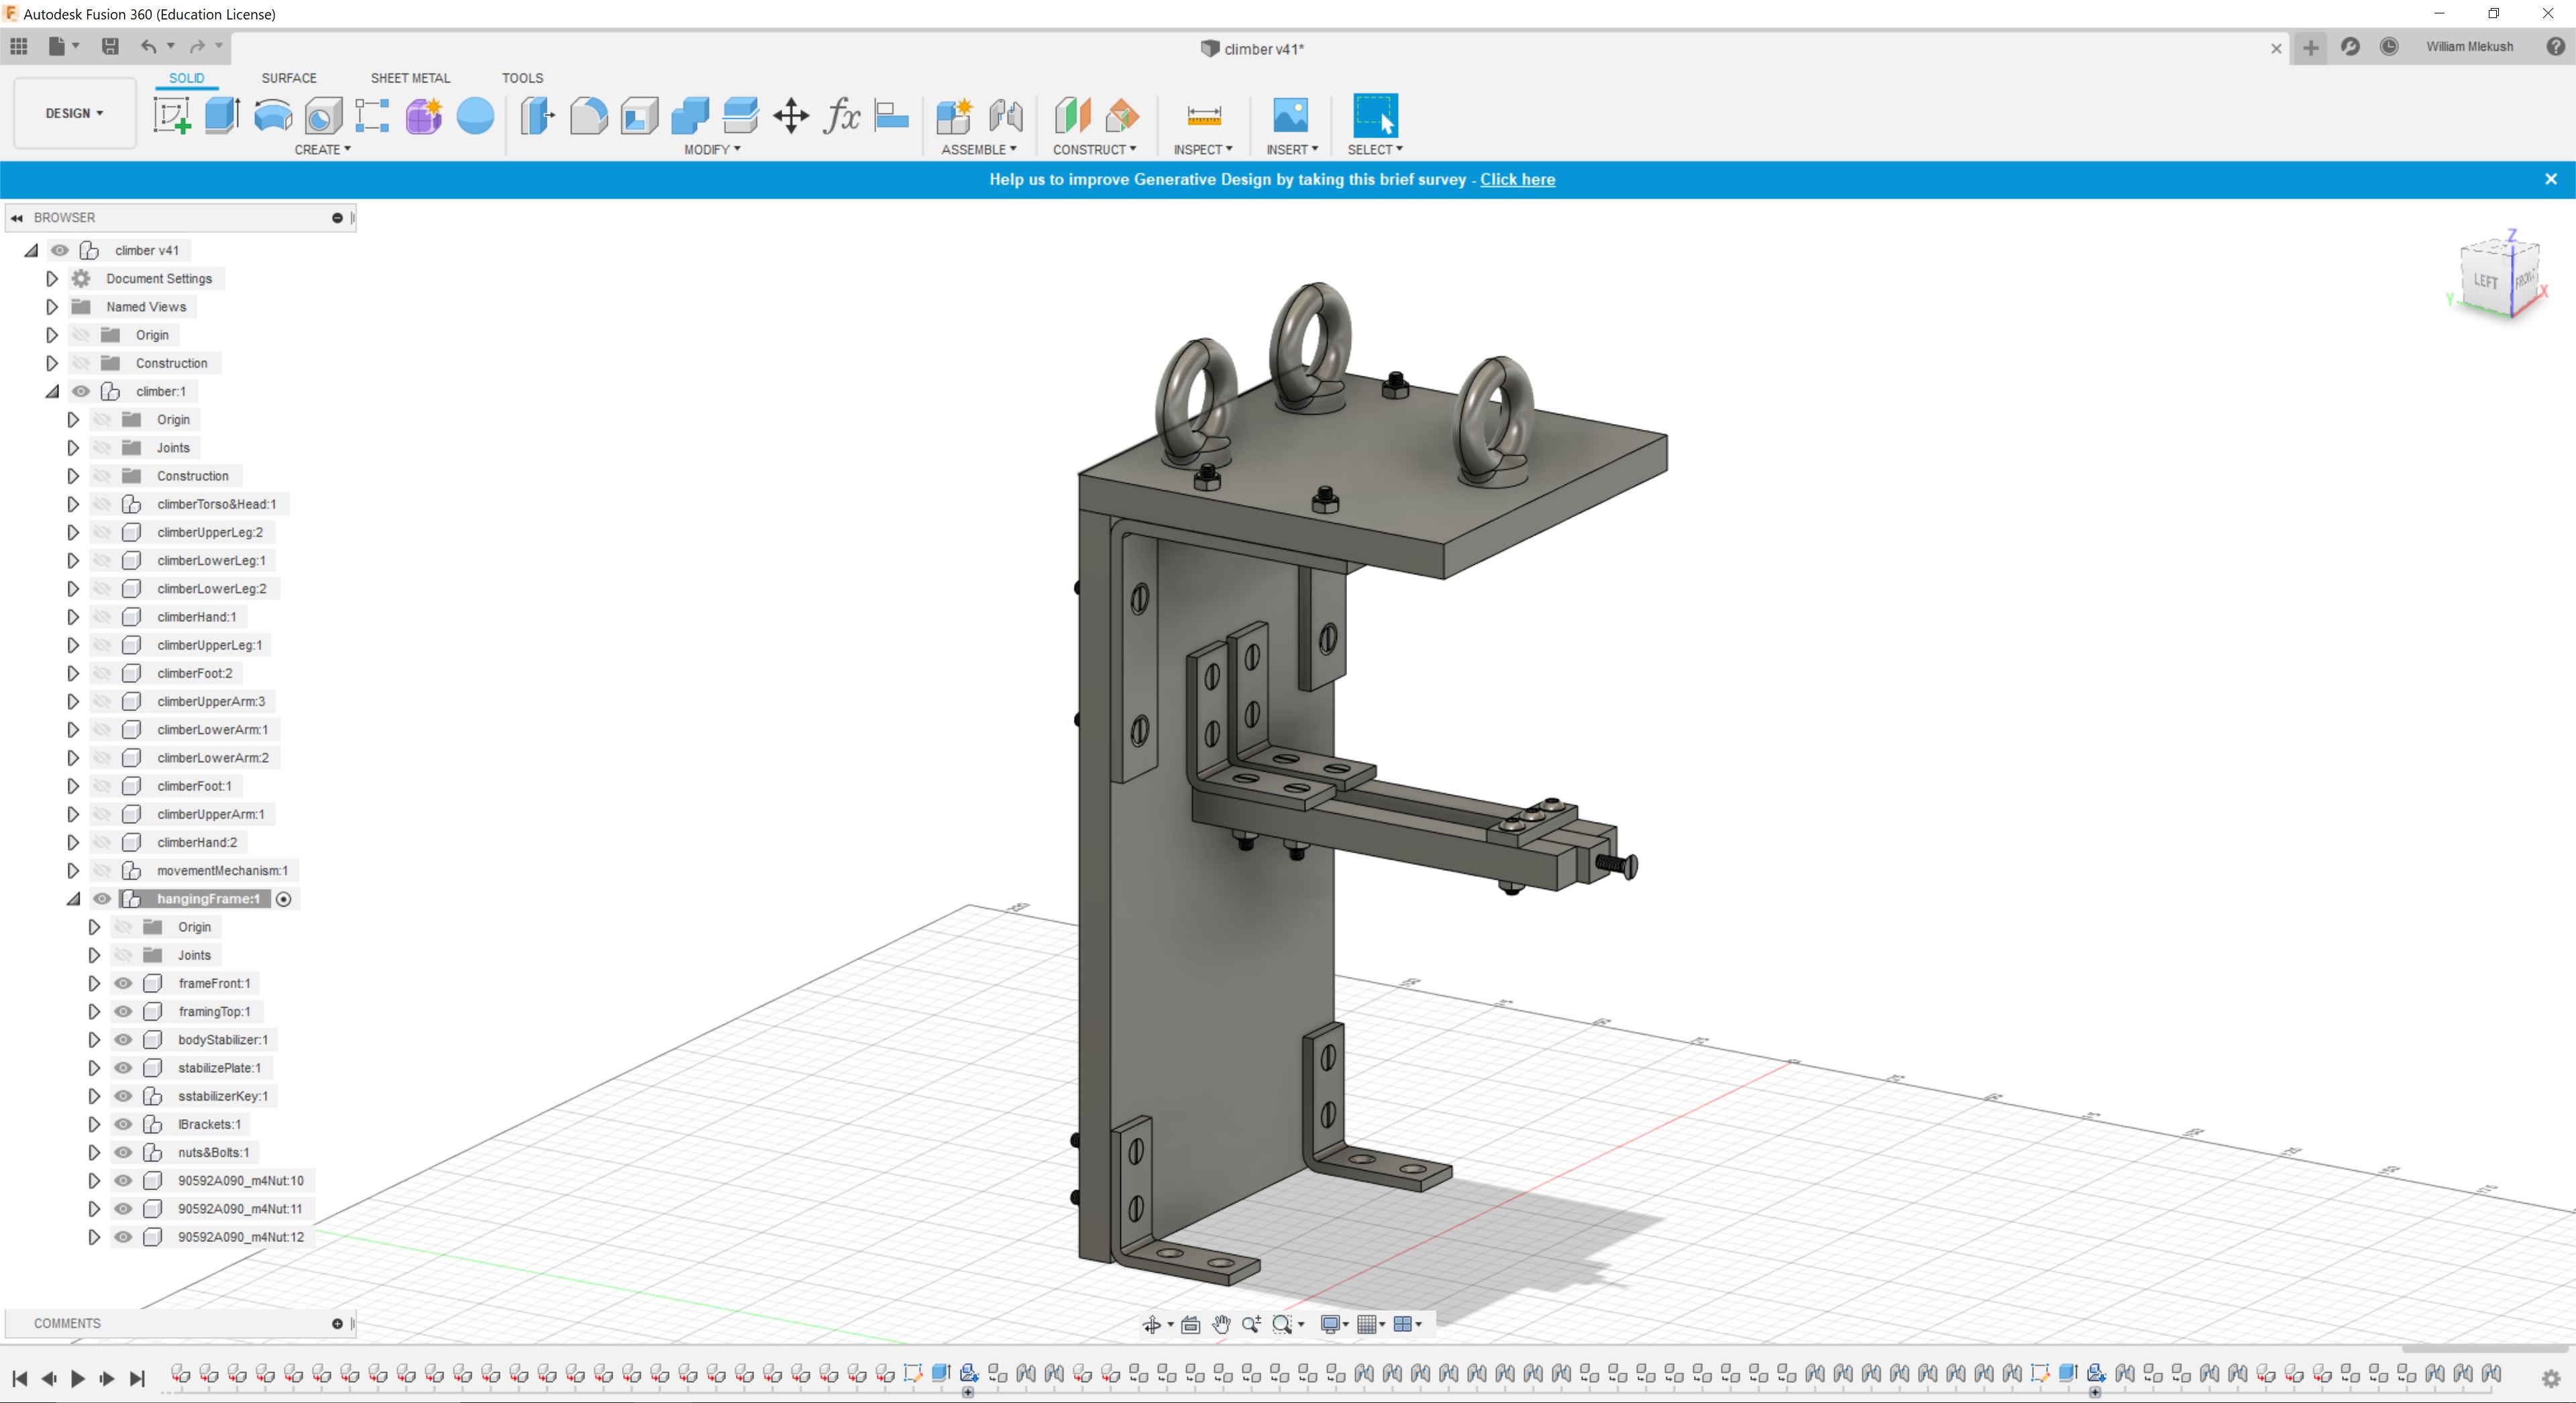 Autodesk Fusion 360 (Education License)
climber v41*
William Mlekush
DESIGN
SOLID
SURFACE
SHEET METAL
TOOLS
CREATE
MODIFY
ASSEMBLE
CONSTRUCT
INSPECT
INSERT
SELECT
Help us to improve Generative Design by taking this brief survey - Click here
BROWSER
climber v41
Document Settings
Named Views
Origin
Construction
climber:1
Origin
Joints
Construction
climberTorso&Head:1
climberUpperLeg:2
climberLowerLeg:1
climberLowerLeg:2
climberHand:1
climberUpperLeg:1
climberFoot:2
climberUpperArm:3
climberLowerArm:1
climberLowerArm:2
climberFoot:1
climberUpperArm:1
climberHand:2
movementMechanism:1
hangingFrame:1
Origin
Joints
frameFront:1
framingTop:1
bodyStabilizer:1
stabilizePlate:1
sstabilizerKey:1
lBrackets:1
nuts&Bolts:1
90592A090_m4Nut:10
90592A090_m4Nut:11
90592A090_m4Nut:12
COMMENTS
Z
LEFT
FRONT
Y
X